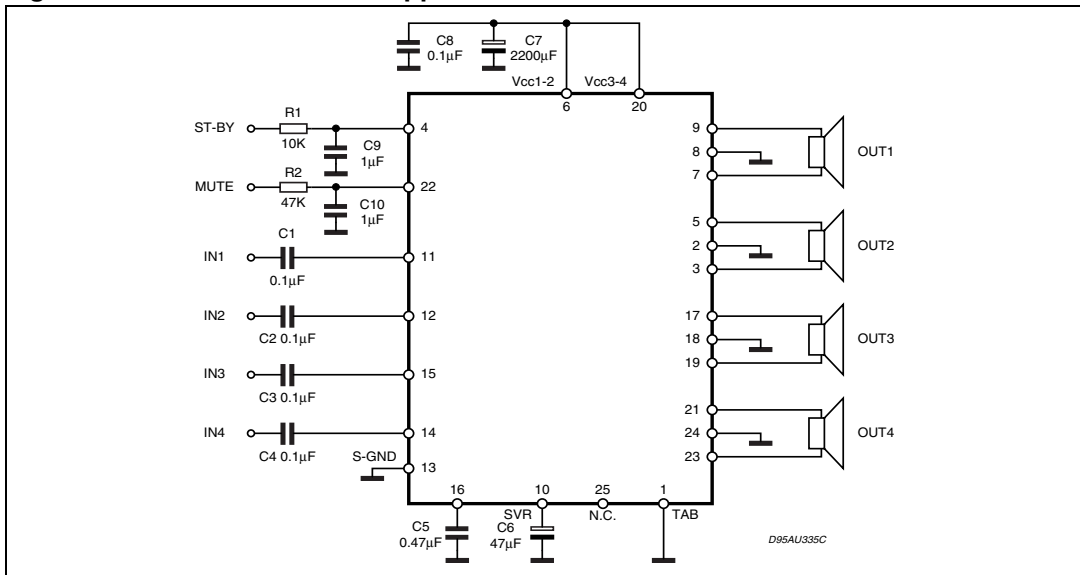 C8
0.1µF
C7
2200µF
Vcc1-2
Vcc3-4
6
20
ST-BY
R1
10K
C9
1µF
4
MUTE
R2
47K
C10
1µF
22
IN1
C1
0.1µF
11
IN2
C2 0.1µF
12
IN3
C3 0.1µF
15
IN4
C4 0.1µF
14
S-GND
13
9
8
7
OUT1
5
2
3
OUT2
17
18
19
OUT3
21
24
23
OUT4
16
10
25
1
SVR
N.C.
TAB
C5
0.47µF
C6
47µF
D95AU335C